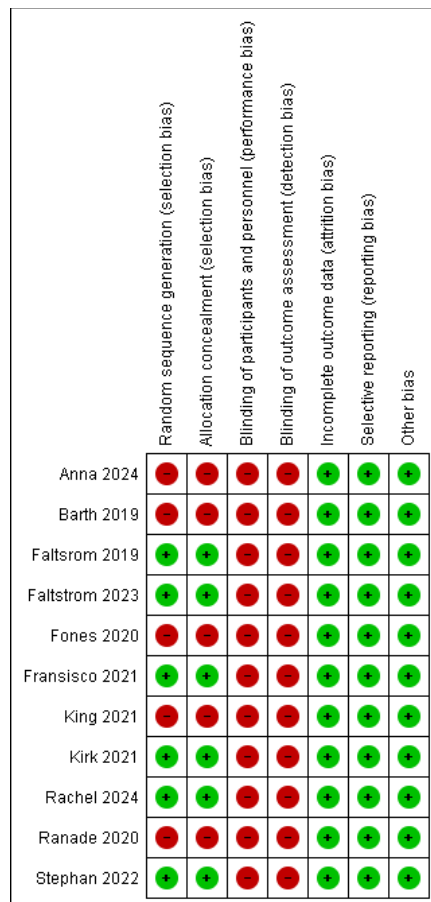 Random sequence generation (selection bias)
Allocation concealment (selection bias)
Blinding of participants and personnel (performance bias)
Blinding of outcome assessment (detection bias)
Incomplete outcome data (attrition bias)
Selective reporting (reporting bias)
Other bias
Anna 2024 - - - - + + +
Barth 2019 - - - - + + +
Faltsrom 2019 + + - - + + +
Faltstrom 2023 + + - - + + +
Fones 2020 - - - - + + +
Fransisco 2021 + + - - + + +
King 2021 - - - - + + +
Kirk 2021 + + - - + + +
Rachel 2024 + + - - + + +
Ranade 2020 - - - - + + +
Stephan 2022 + + - - + + +